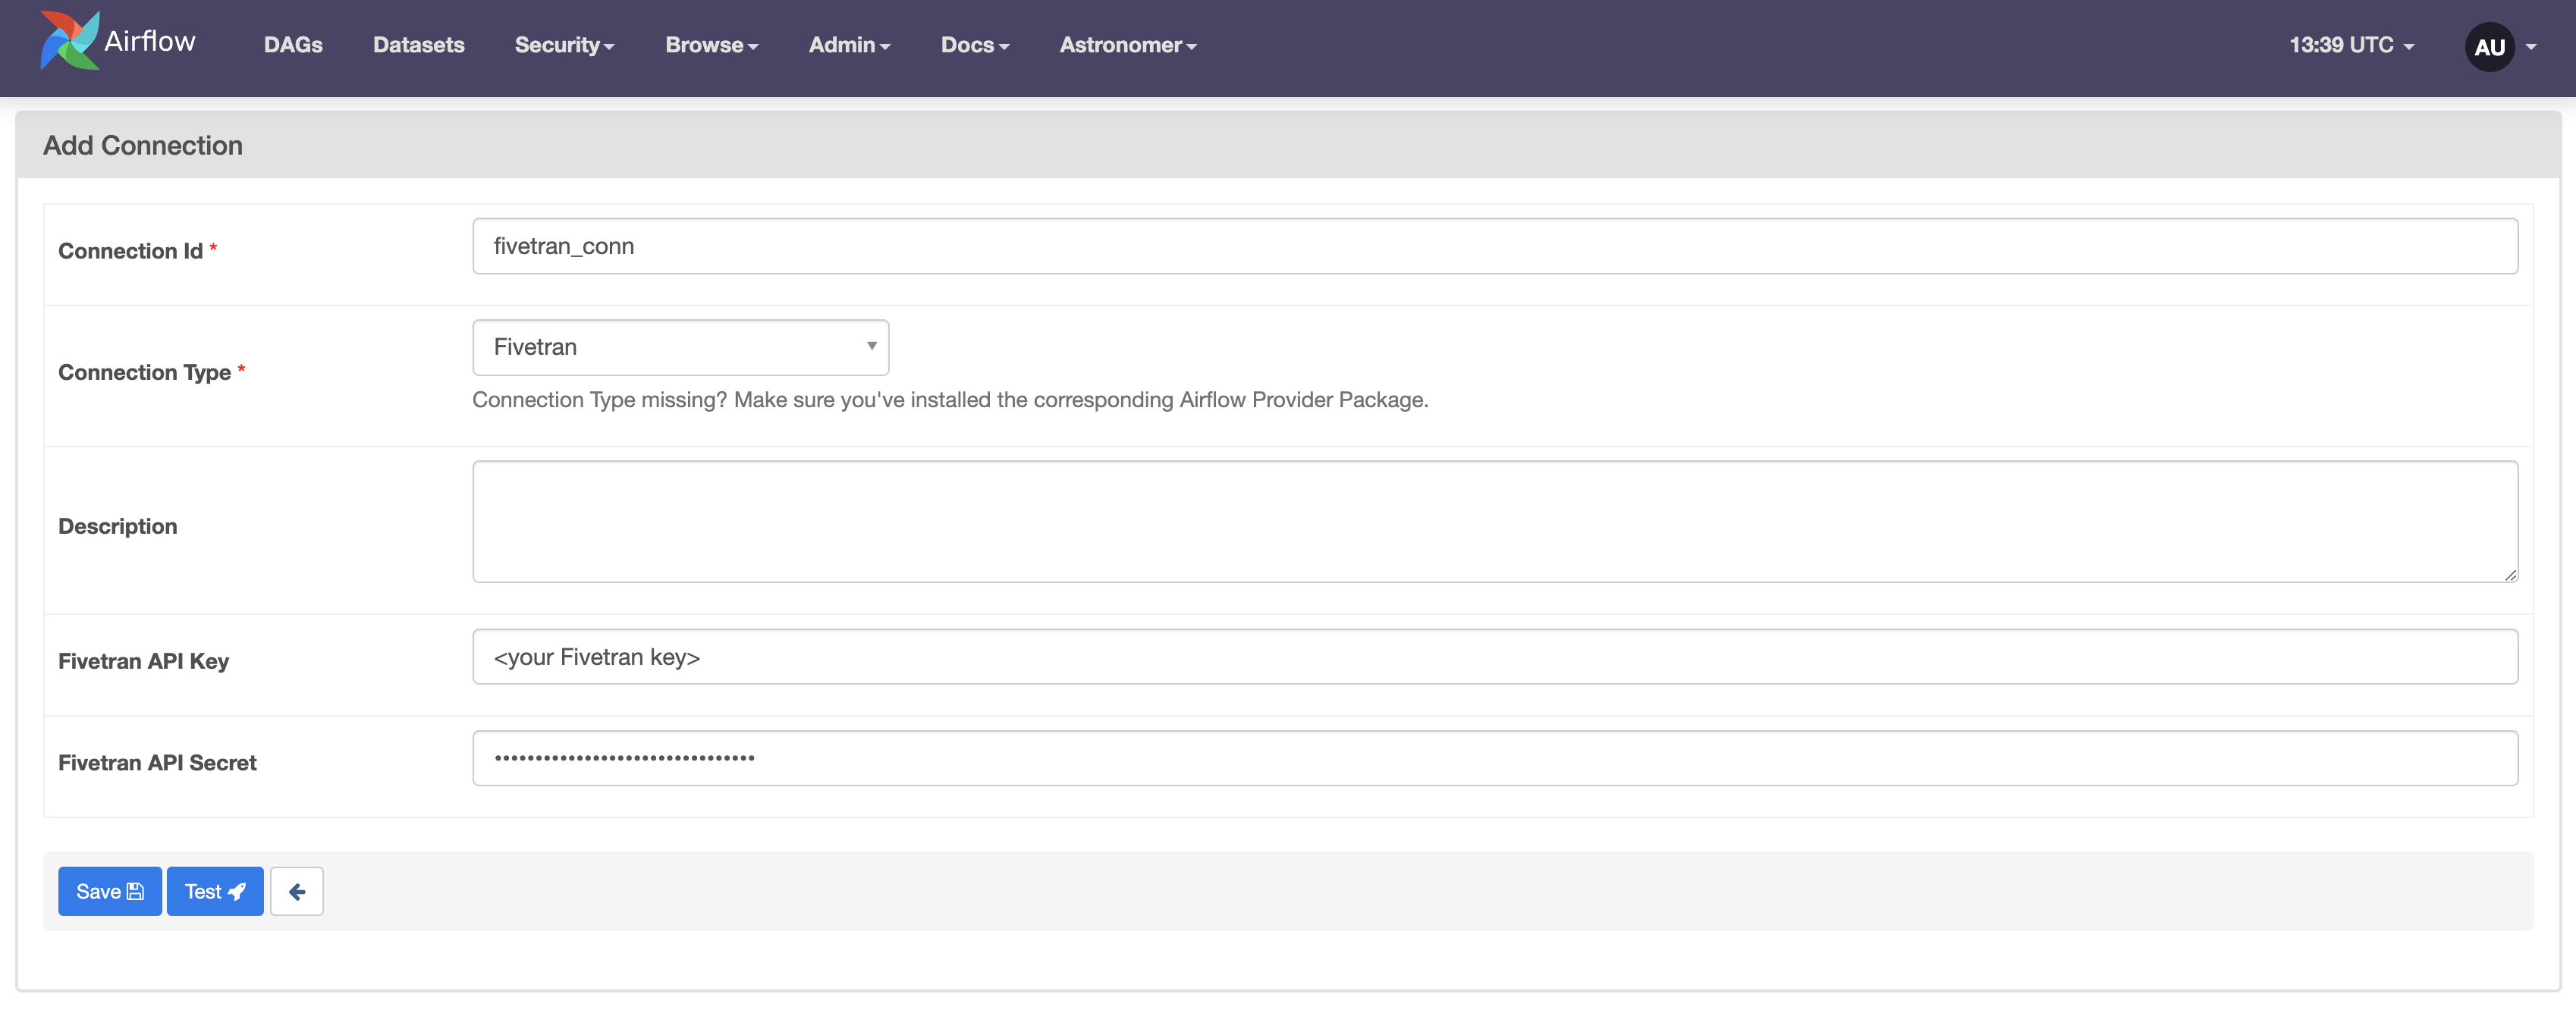 Airflow DAGs Datasets Security Browse Admin Docs Astronomer 13:39 UTC AU
Add Connection
Connection Id * fivetran_conn
Connection Type * Fivetran
Connection Type missing? Make sure you've installed the corresponding Airflow Provider Package.
Description
Fivetran API Key <your Fivetran key>
Fivetran API Secret ••••••••••••••••••••••••••••••••
Save Test